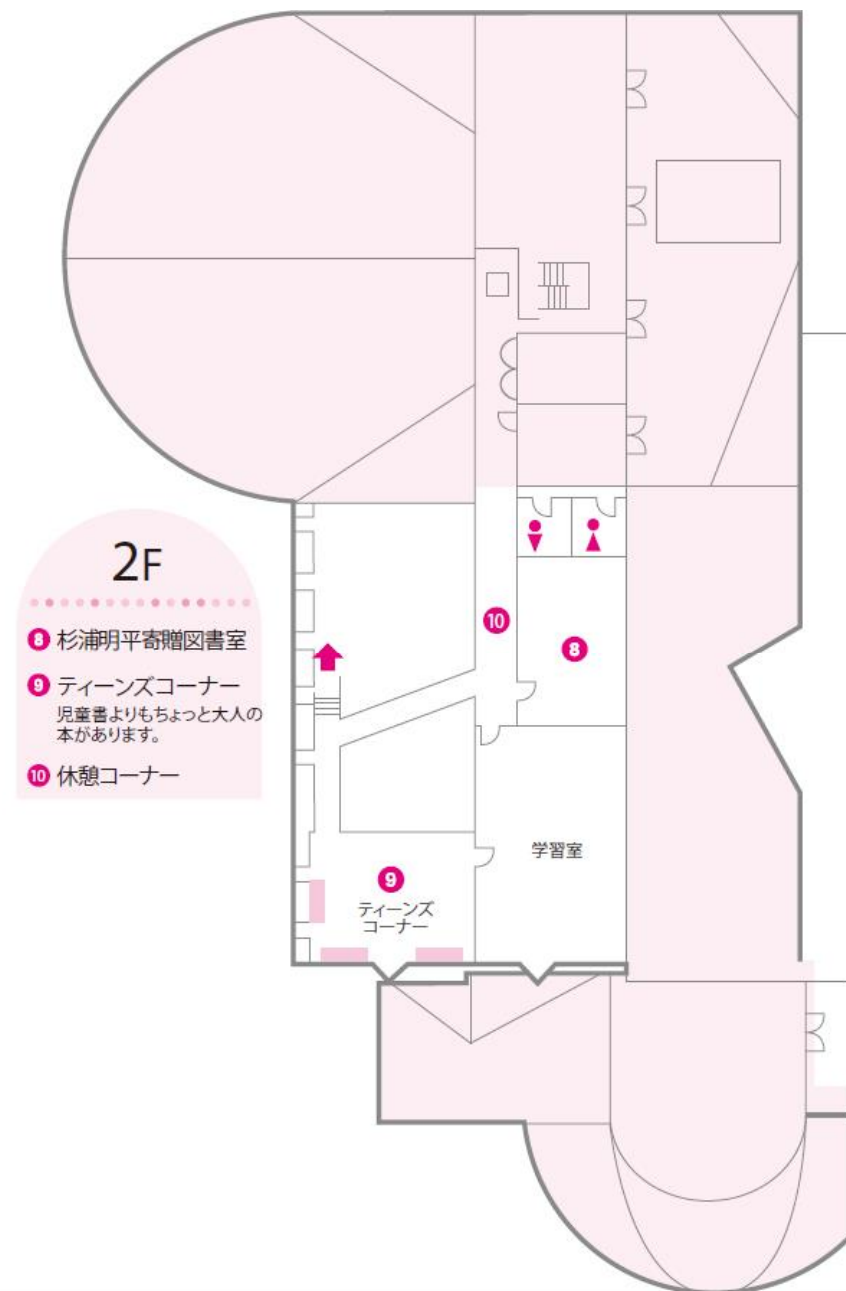 2F
8 杉浦明平寄贈図書室
9 ティーンズコーナー
児童書よりもちょっと大人の
本があります。
10 休憩コーナー
10
8
学習室
9
ティーンズ
コーナー